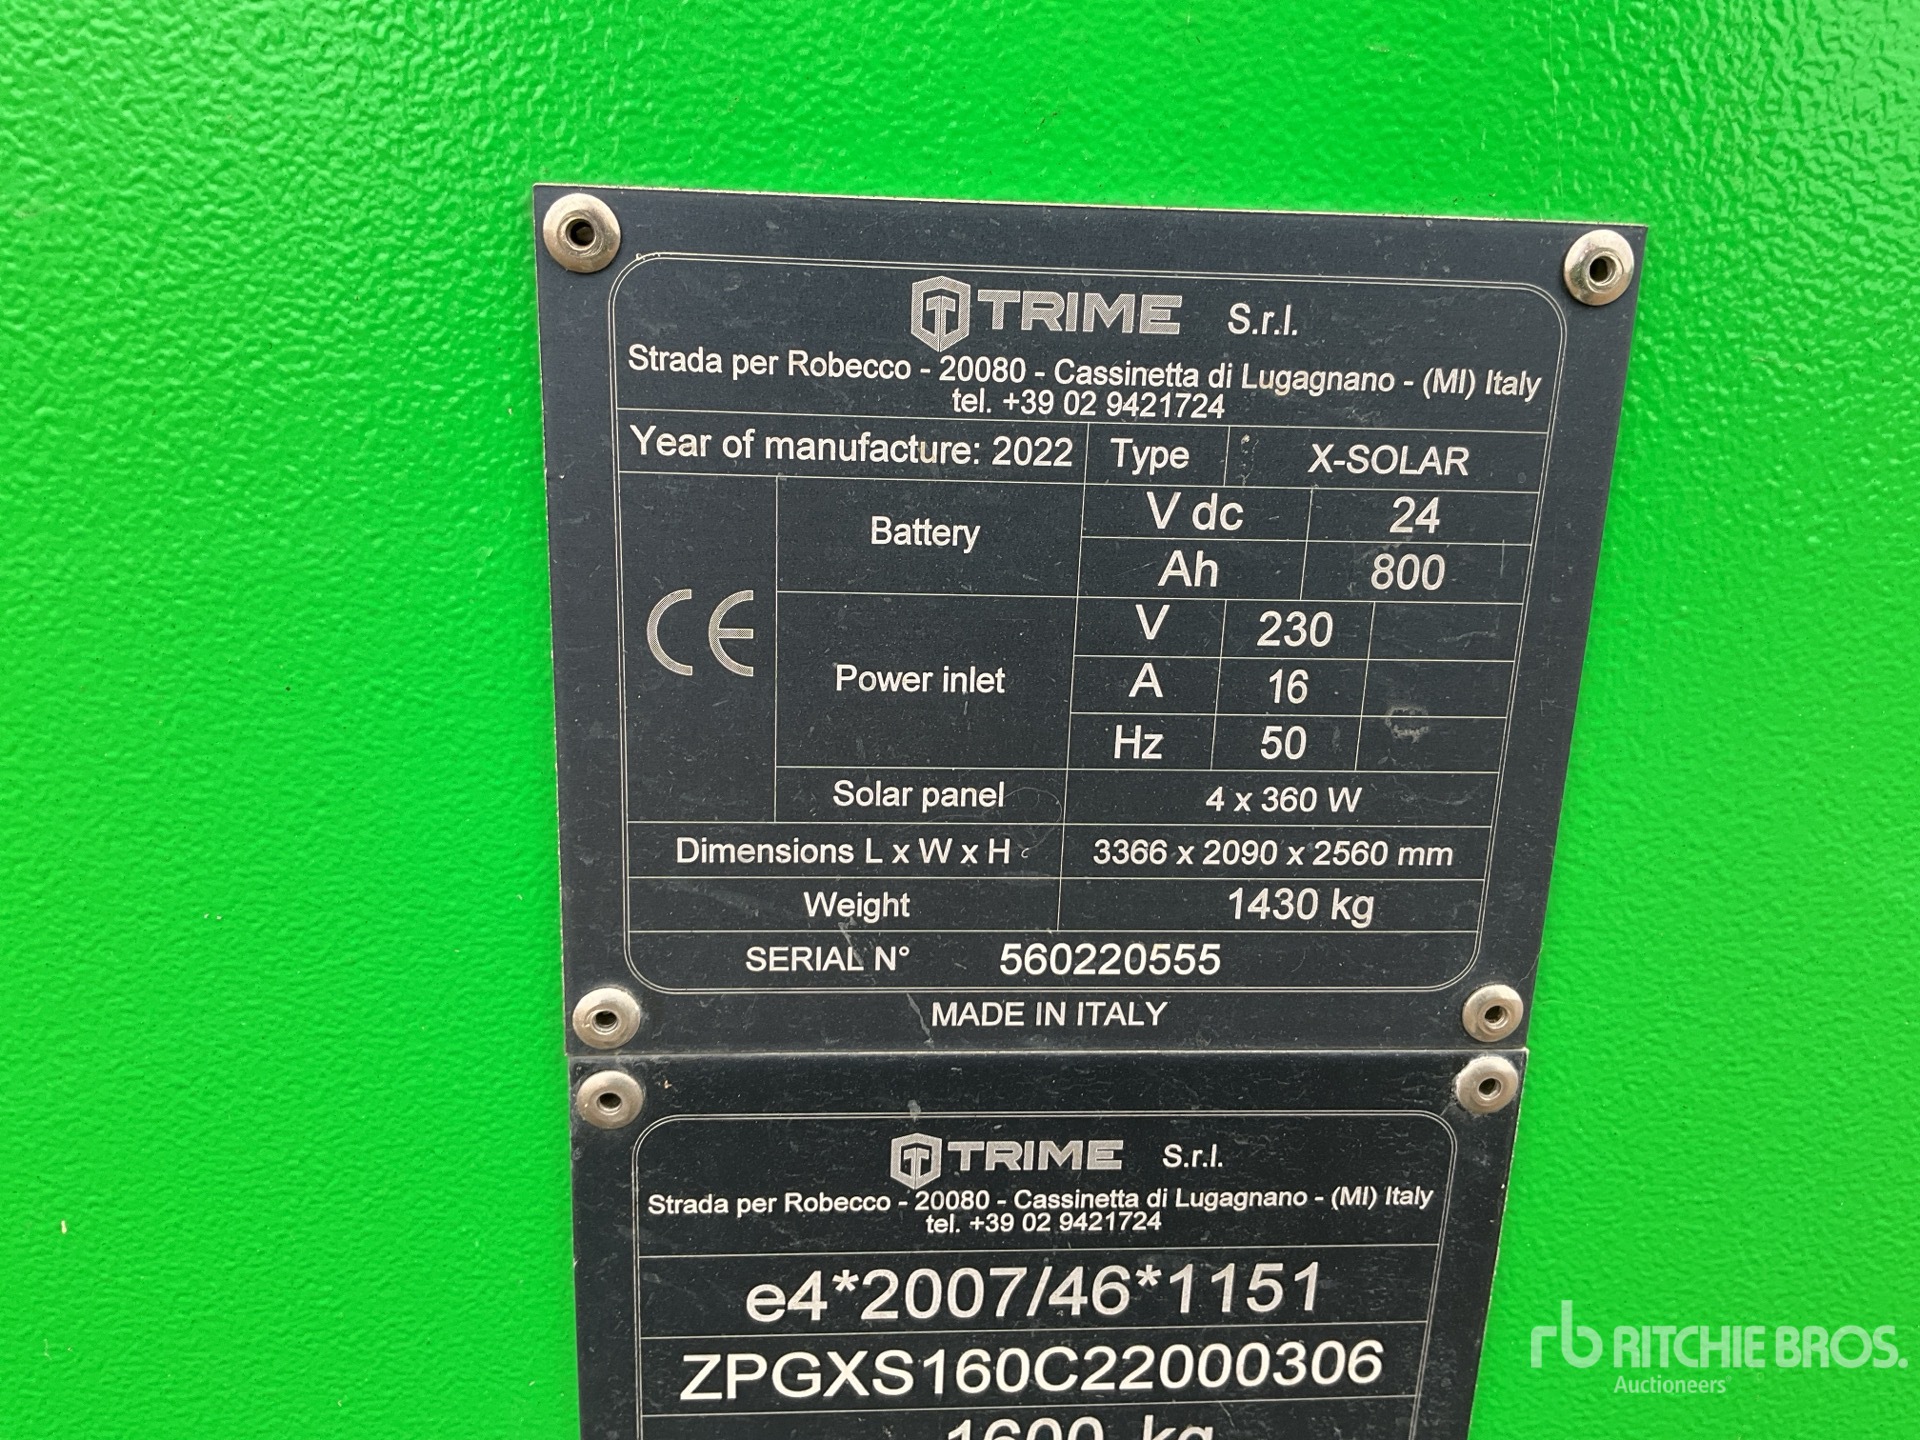 TRIME S.r.l.
Strada per Robecco - 20080 - Cassinetta di Lugagnano - (MI) Italy
tel. +39 02 9421724
Year of manufacture: 2022 Type X-SOLAR
Battery V dc 24
Ah 800
CE
Power inlet V 230
A 16
Hz 50
Solar panel 4 x 360 W
Dimensions L x W x H 3366 x 2090 x 2560 mm
Weight 1430 kg
SERIAL N° 560220555
MADE IN ITALY
TRIME S.r.l.
Strada per Robecco - 20080 - Cassinetta di Lugagnano - (MI) Italy
tel. +39 02 9421724
e4*2007/46*1151
ZPGXS160C22000306
1600 kg
rb RITCHIE BROS.
Auctioneers